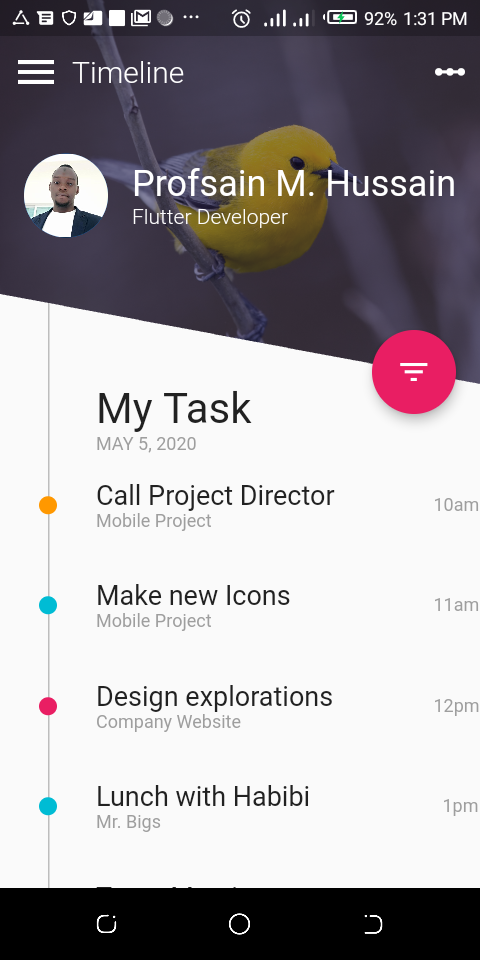 92% 1:31 PM
Timeline
Profsain M. Hussain
Flutter Developer
My Task
MAY 5, 2020
Call Project Director
Mobile Project
10am
Make new Icons
Mobile Project
11am
Design explorations
Company Website
12pm
Lunch with Habibi
Mr. Bigs
1pm